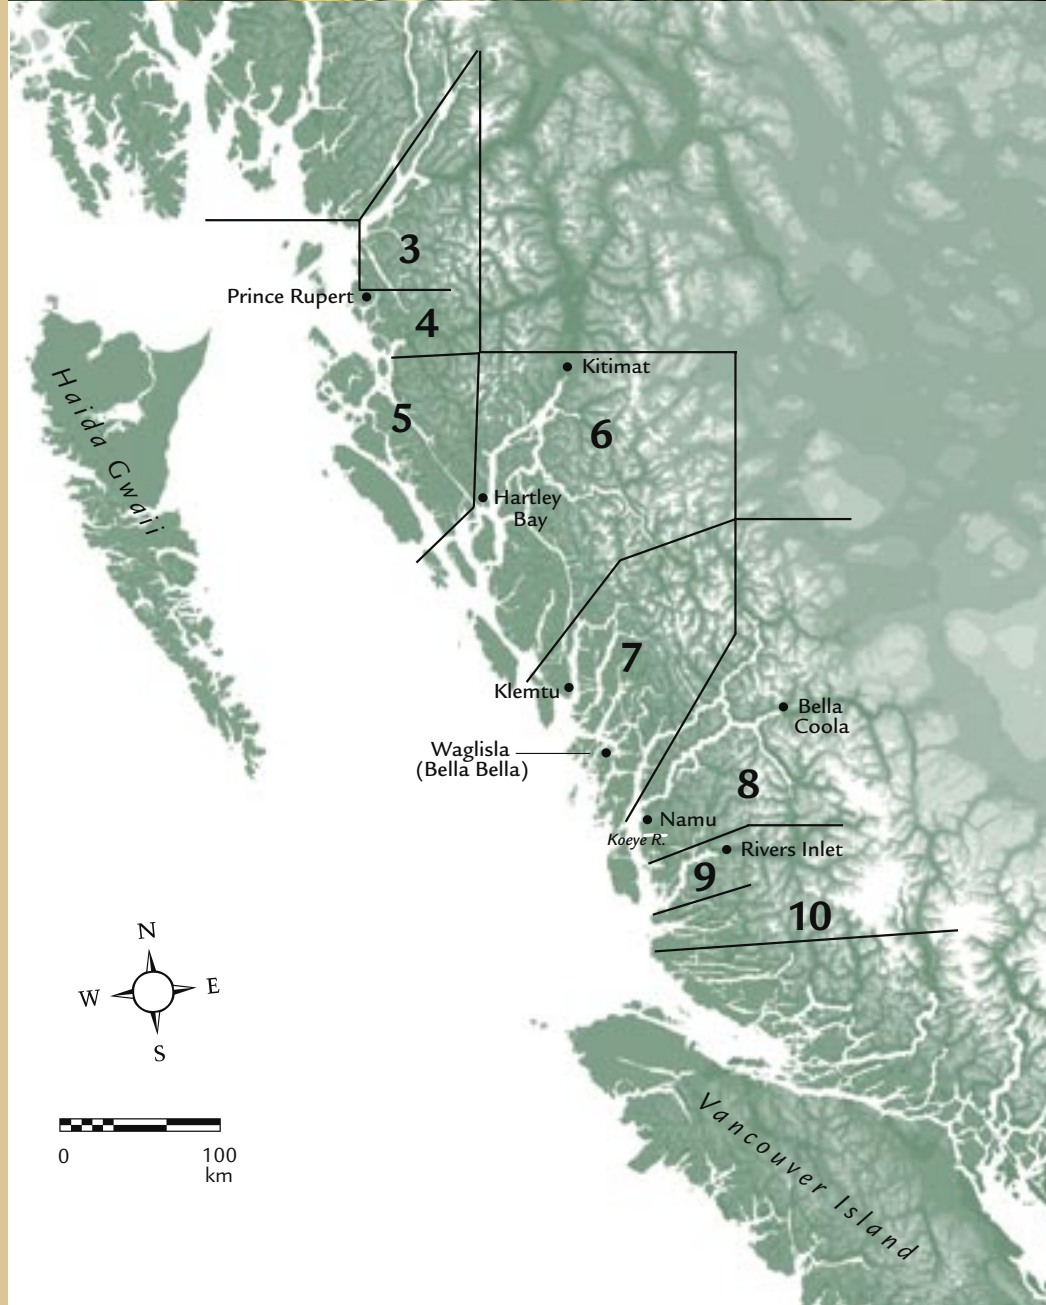 3
Prince Rupert
4
Kitimat
Haida Gwaii
5
6
Hartley
Bay
7
Klemtu
Bella
Coola
Waglisla
(Bella Bella)
8
Namu
Koeye R.
Rivers Inlet
9
10
N
W
E
S
Vancouver Island
0
100
km